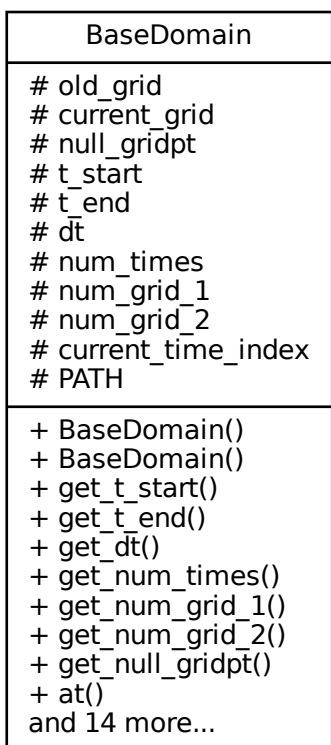 BaseDomain
# old_grid
# current_grid
# null_gridpt
# t_start
# t_end
# dt
# num_times
# num_grid_1
# num_grid_2
# current_time_index
# PATH
+ BaseDomain()
+ BaseDomain()
+ get_t_start()
+ get_t_end()
+ get_dt()
+ get_num_times()
+ get_num_grid_1()
+ get_num_grid_2()
+ get_null_gridpt()
+ at()
and 14 more...